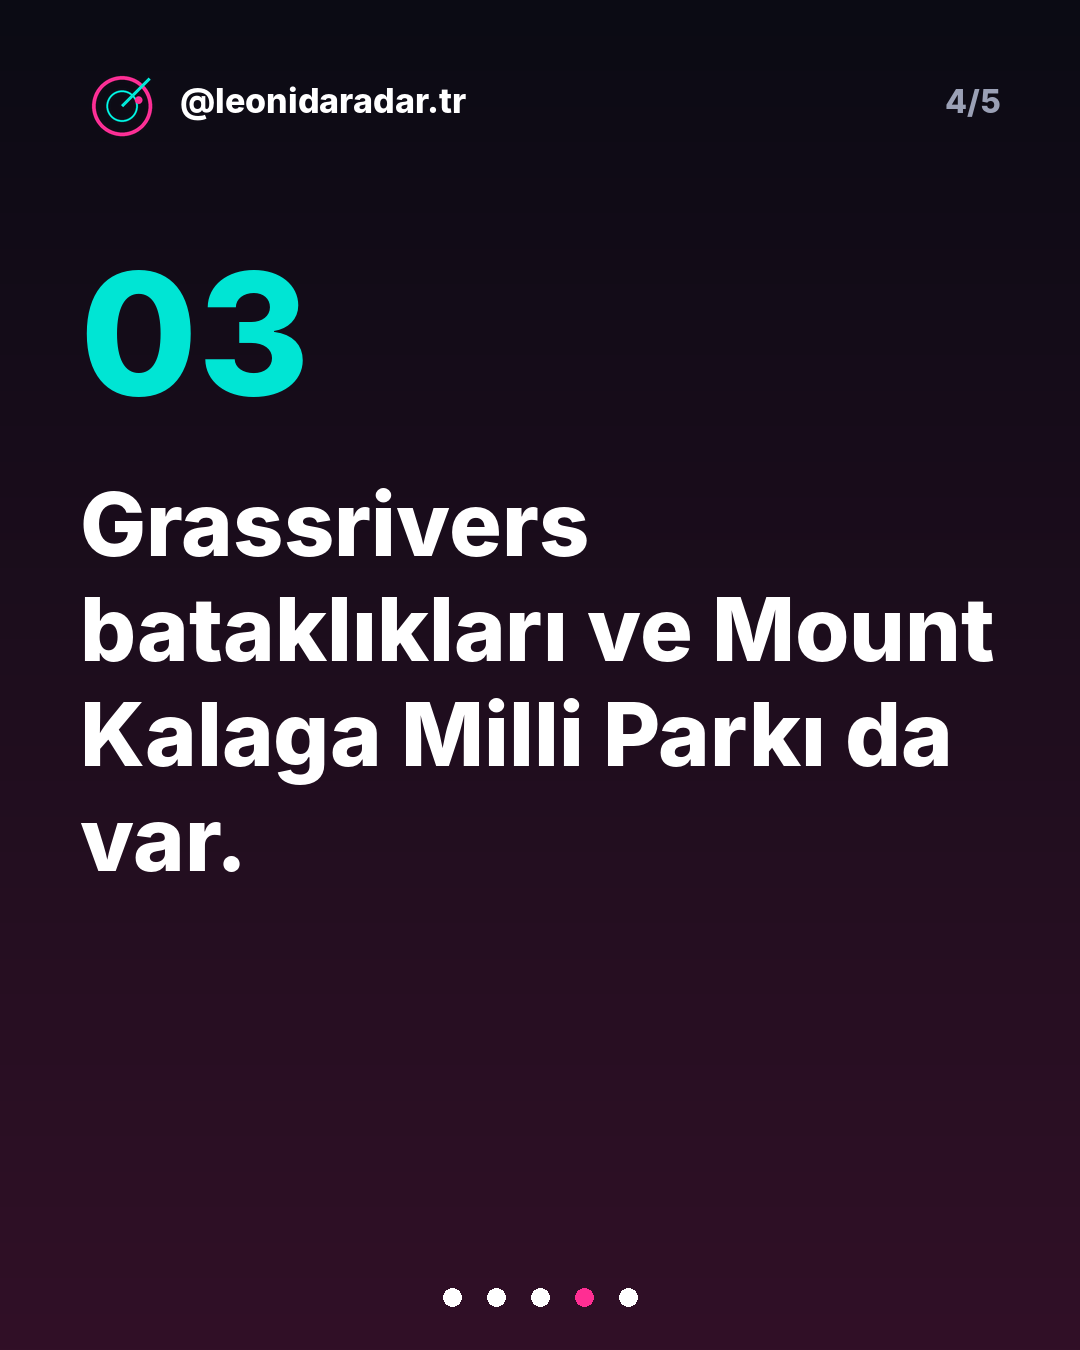 @leonidaradar.tr
4/5
03
Grassrivers
bataklıkları ve Mount
Kalaga Milli Parkı da
var.